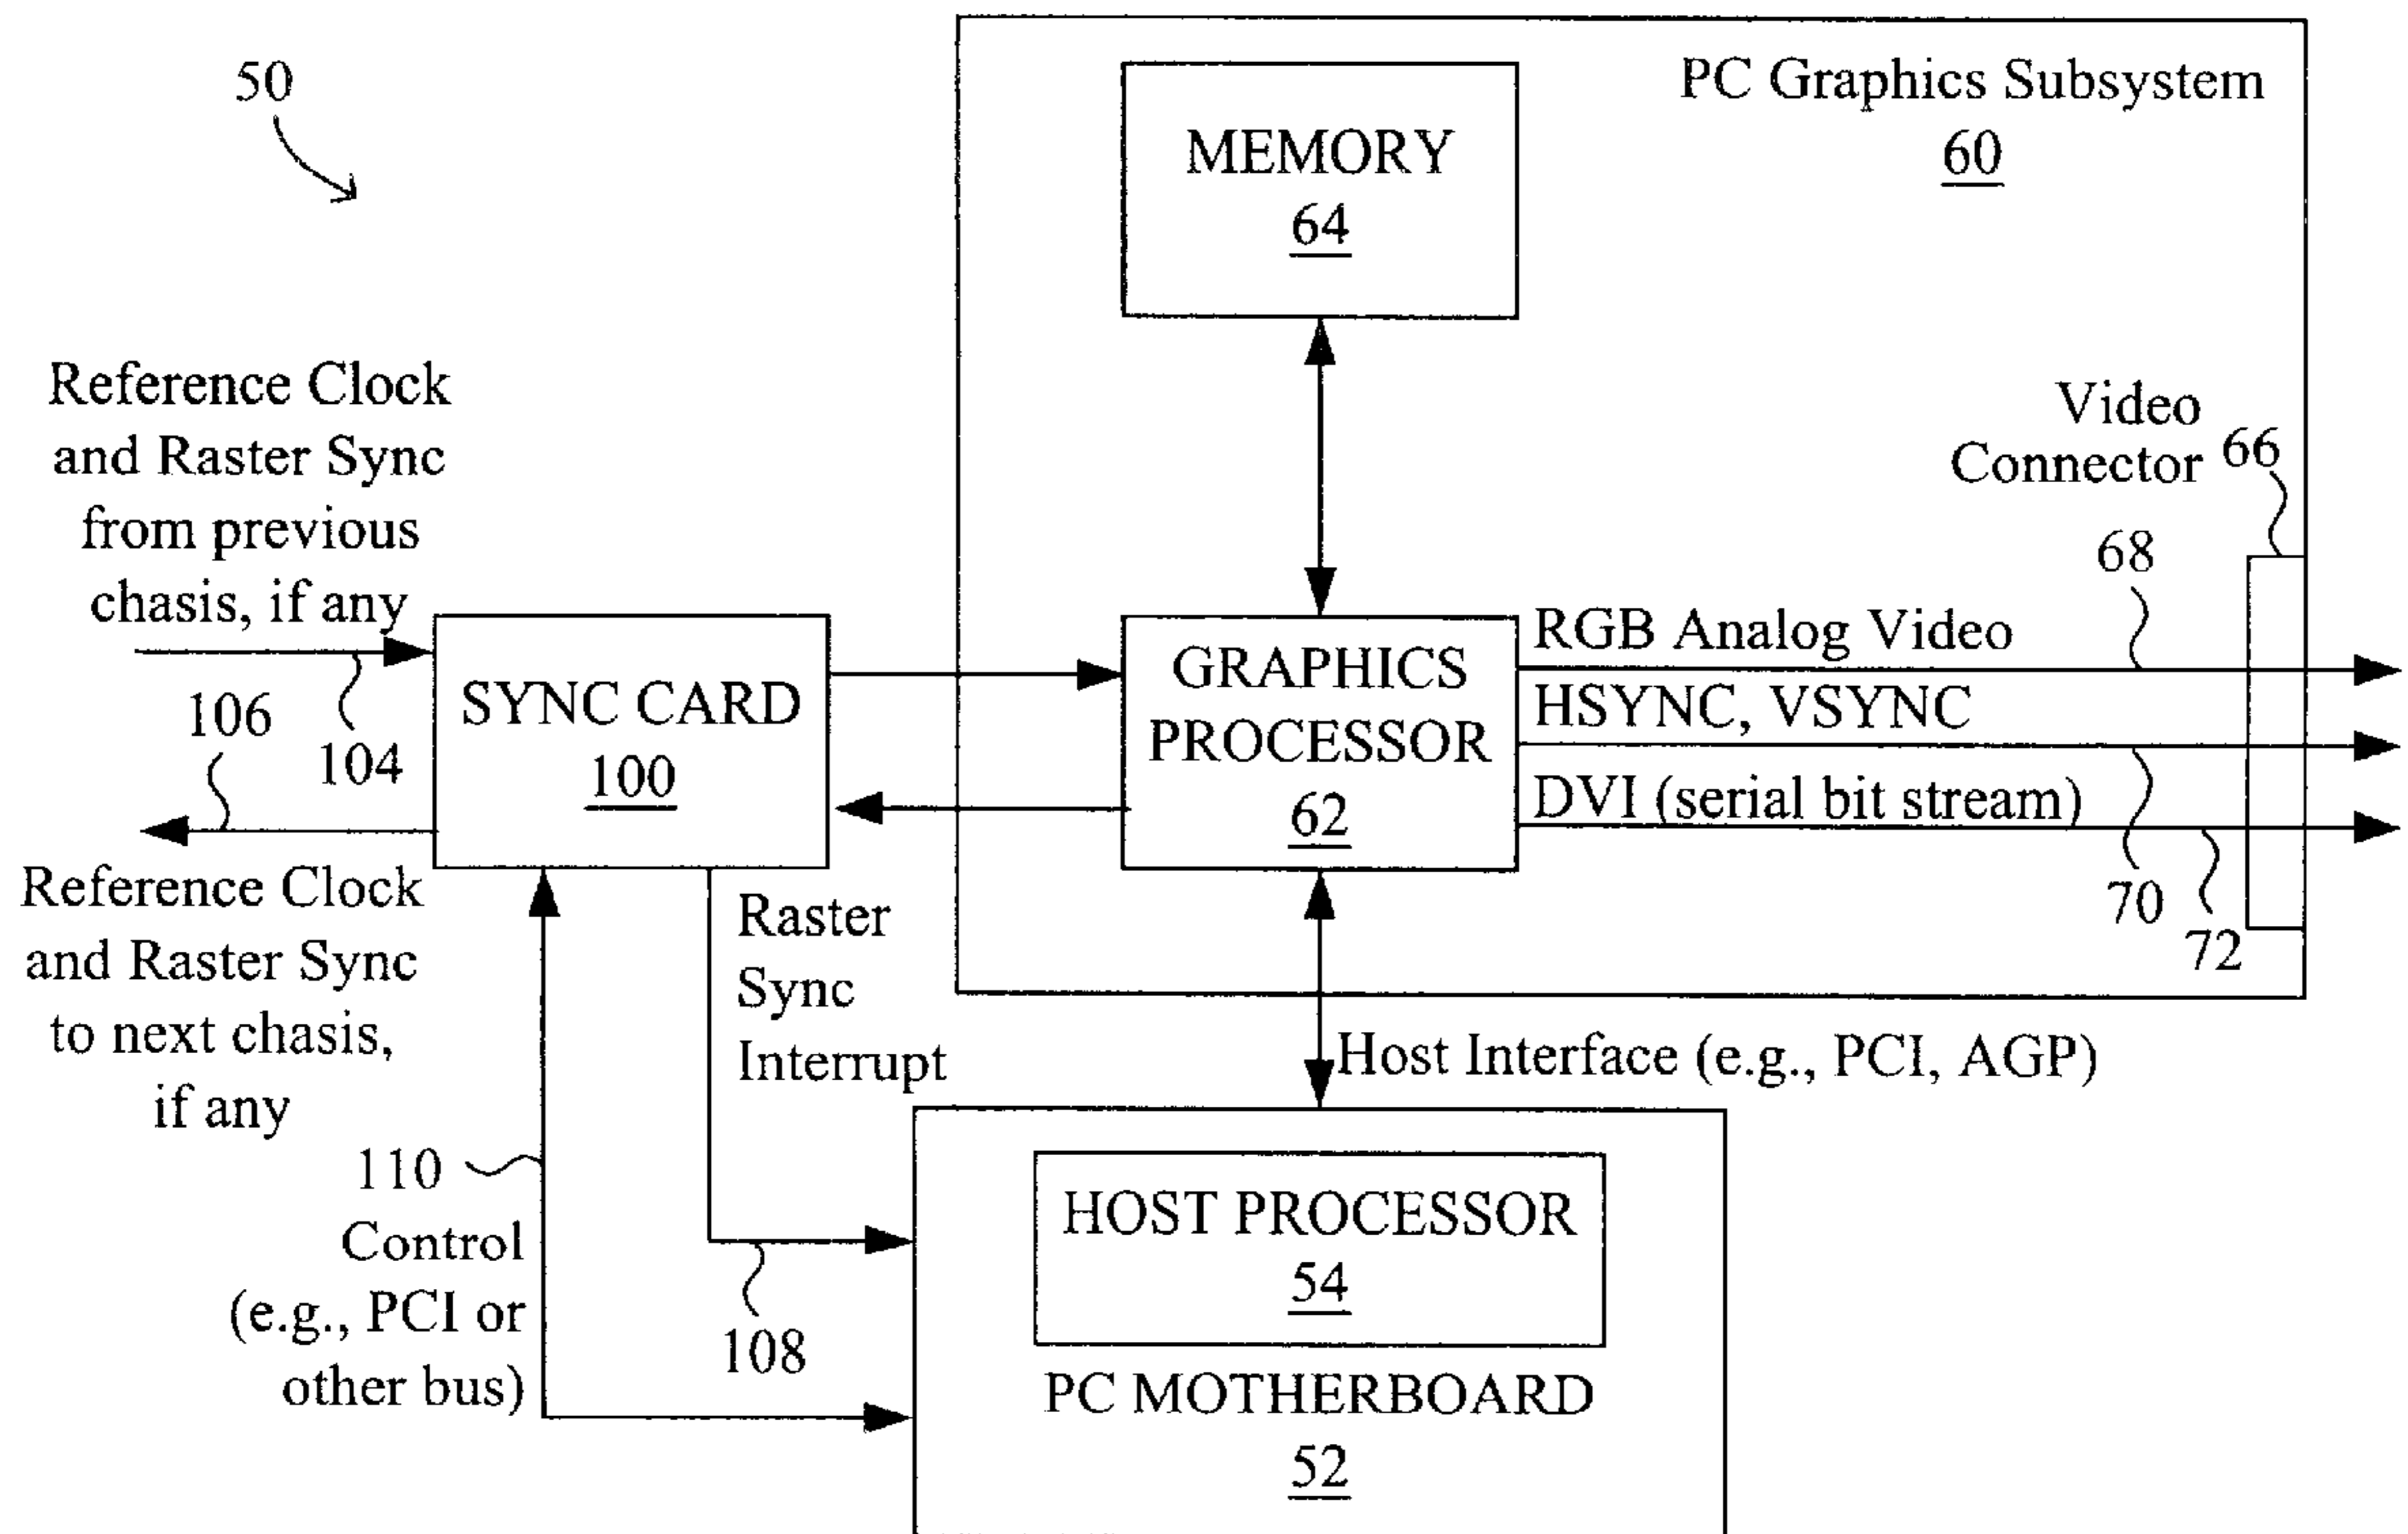 50
PC Graphics Subsystem
60
MEMORY
64
Reference Clock
and Raster Sync
from previous
chasis, if any
Video
Connector
66
68
104
106
SYNC CARD
100
GRAPHICS
PROCESSOR
62
RGB Analog Video
HSYNC, VSYNC
DVI (serial bit stream)
70
72
Reference Clock
and Raster Sync
to next chasis,
if any
Raster
Sync
Interrupt
Host Interface (e.g., PCI, AGP)
110
Control
(e.g., PCI or
other bus)
108
HOST PROCESSOR
54
PC MOTHERBOARD
52